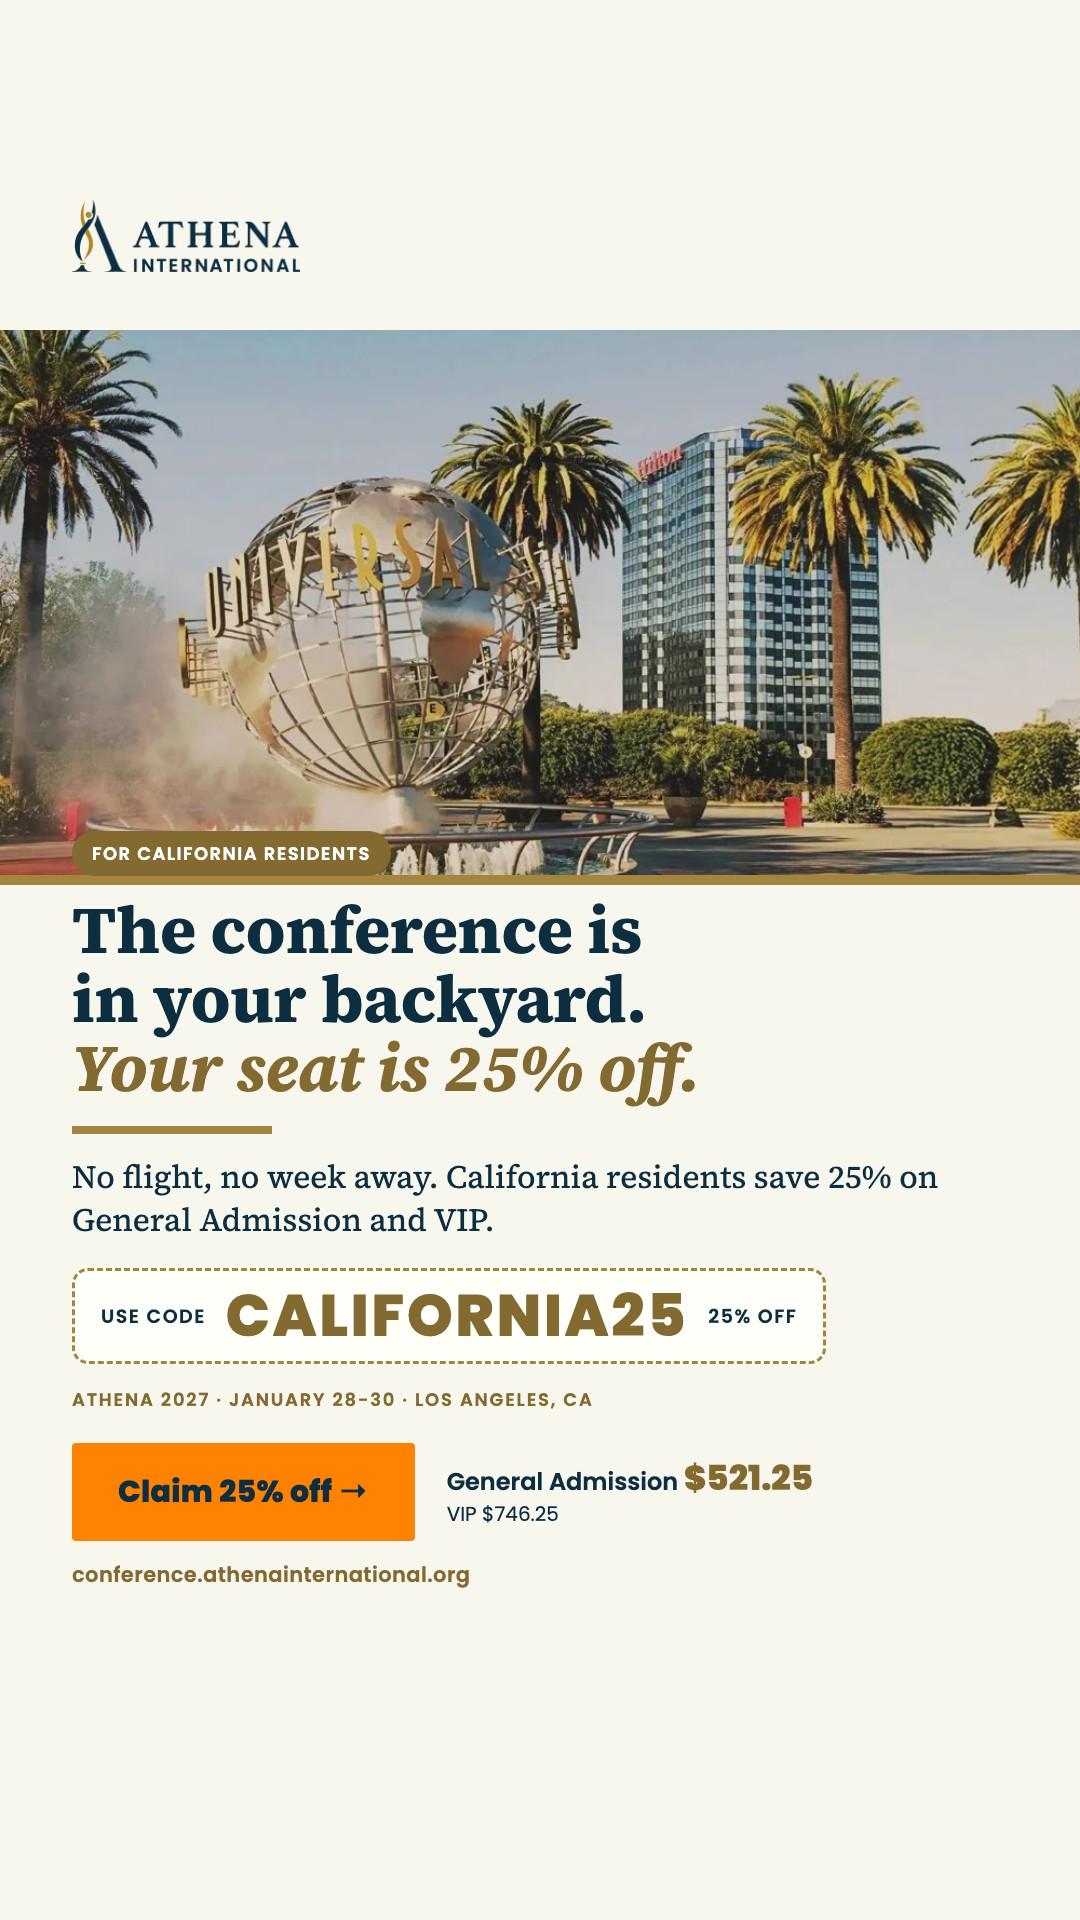 ATHENA
INTERNATIONAL
Hilton
UNIVERSAL
FOR CALIFORNIA RESIDENTS
The conference is
in your backyard.
Your seat is 25% off.
No flight, no week away. California residents save 25% on
General Admission and VIP.
USE CODE CALIFORNIA25 25% OFF
ATHENA 2027 · JANUARY 28–30 · LOS ANGELES, CA
Claim 25% off →
General Admission $521.25
VIP $746.25
conference.athenainternational.org